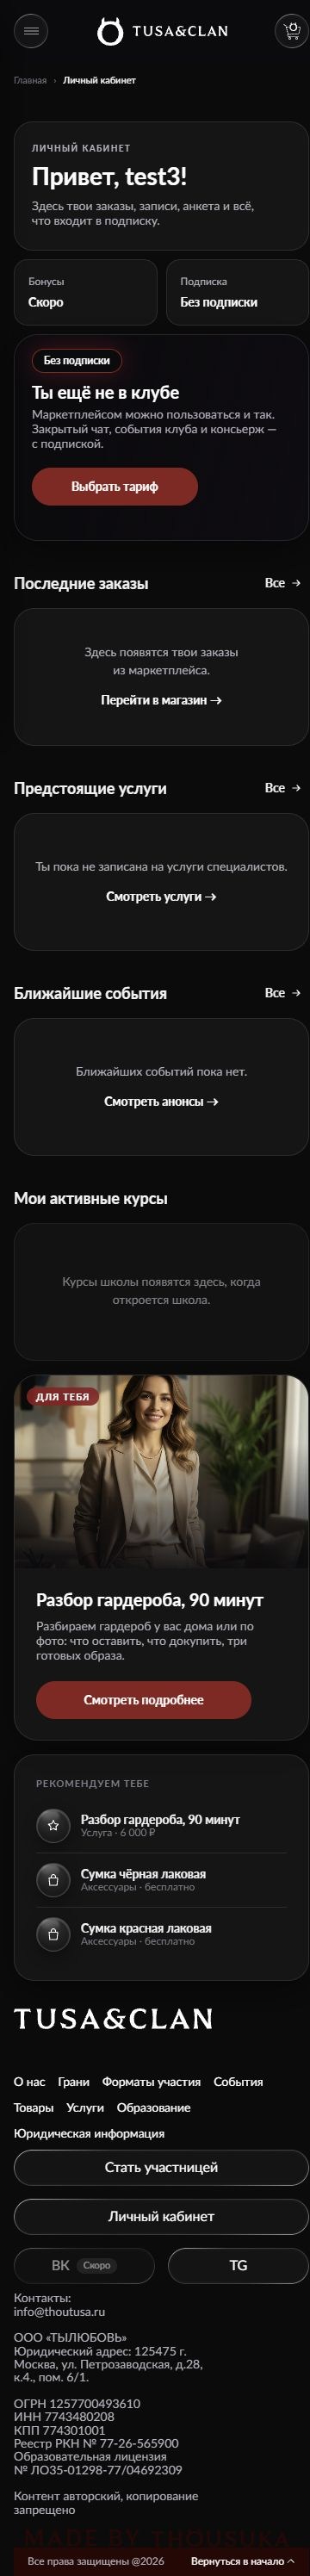 TUSA&CLAN
Главная › Личный кабинет
ЛИЧНЫЙ КАБИНЕТ
Привет, test3!
Здесь твои заказы, записи, анкета и всё,
что входит в подписку.
Бонусы
Скоро
Подписка
Без подписки
Без подписки
Ты ещё не в клубе
Маркетплейсом можно пользоваться и так.
Закрытый чат, события клуба и консьерж —
с подпиской.
Выбрать тариф
Последние заказы
Все →
Здесь появятся твои заказы
из маркетплейса.
Перейти в магазин →
Предстоящие услуги
Все →
Ты пока не записана на услуги специалистов.
Смотреть услуги →
Ближайшие события
Все →
Ближайших событий пока нет.
Смотреть анонсы →
Мои активные курсы
Курсы школы появятся здесь, когда
откроется школа.
ДЛЯ ТЕБЯ
Разбор гардероба, 90 минут
Разбираем гардероб у вас дома или по
фото: что оставить, что докупить, три
готовых образа.
Смотреть подробнее
РЕКОМЕНДУЕМ ТЕБЕ
Разбор гардероба, 90 минут
Услуга · 6 000 ₽
Сумка чёрная лаковая
Аксессуары · бесплатно
Сумка красная лаковая
Аксессуары · бесплатно
TUSA&CLAN
О нас Грани Форматы участия События
Товары Услуги Образование
Юридическая информация
Стать участницей
Личный кабинет
ВК Скоро
TG
Контакты:
info@thoutusa.ru
ООО «ТЫЛЮБОВЬ»
Юридический адрес: 125475 г.
Москва, ул. Петрозаводская, д.28,
к.4., пом. 6/1.
ОГРН 1257700493610
ИНН 7743480208
КПП 774301001
Реестр РКН № 77-26-565900
Образовательная лицензия
№ ЛО35-01298-77/04692309
Контент авторский, копирование
запрещено
MADE BY THOUSUKA
Все права защищены @2026
Вернуться в начало